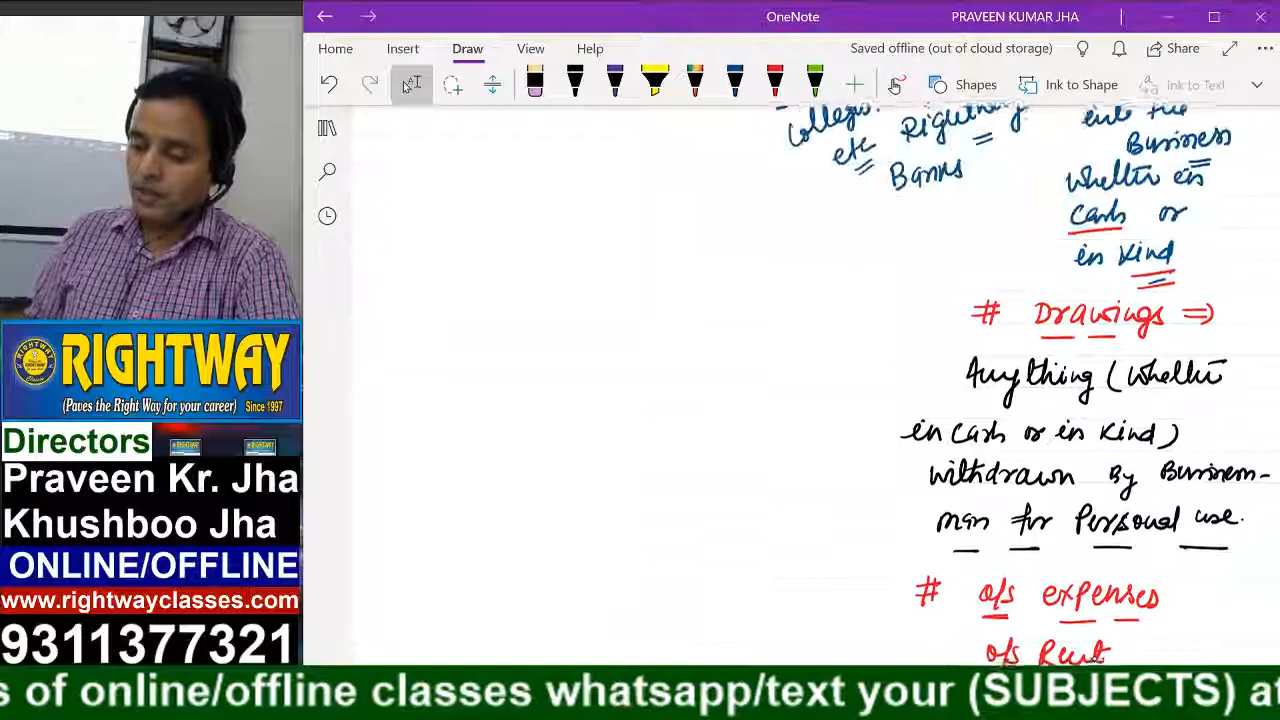 OneNote
PRAVEEN KUMAR JHA
Home Insert Draw View Help
Saved offline (out of cloud storage)
Share
Shapes
Ink to Shape
Ink to Text
etc Rightway
Banks
Business
whether in
cash or
in kind
# Drawings ⇒
Anything (whether
in cash or in kind)
withdrawn By Business-
man for Personal use.
# o/s expenses
o/s Rent
RIGHTWAY
(Paves the Right Way for your career) Since 1997
Directors
Praveen Kr. Jha
Khushboo Jha
ONLINE/OFFLINE
www.rightwayclasses.com
9311377321
s of online/offline classes whatsapp/text your (SUBJECTS) at